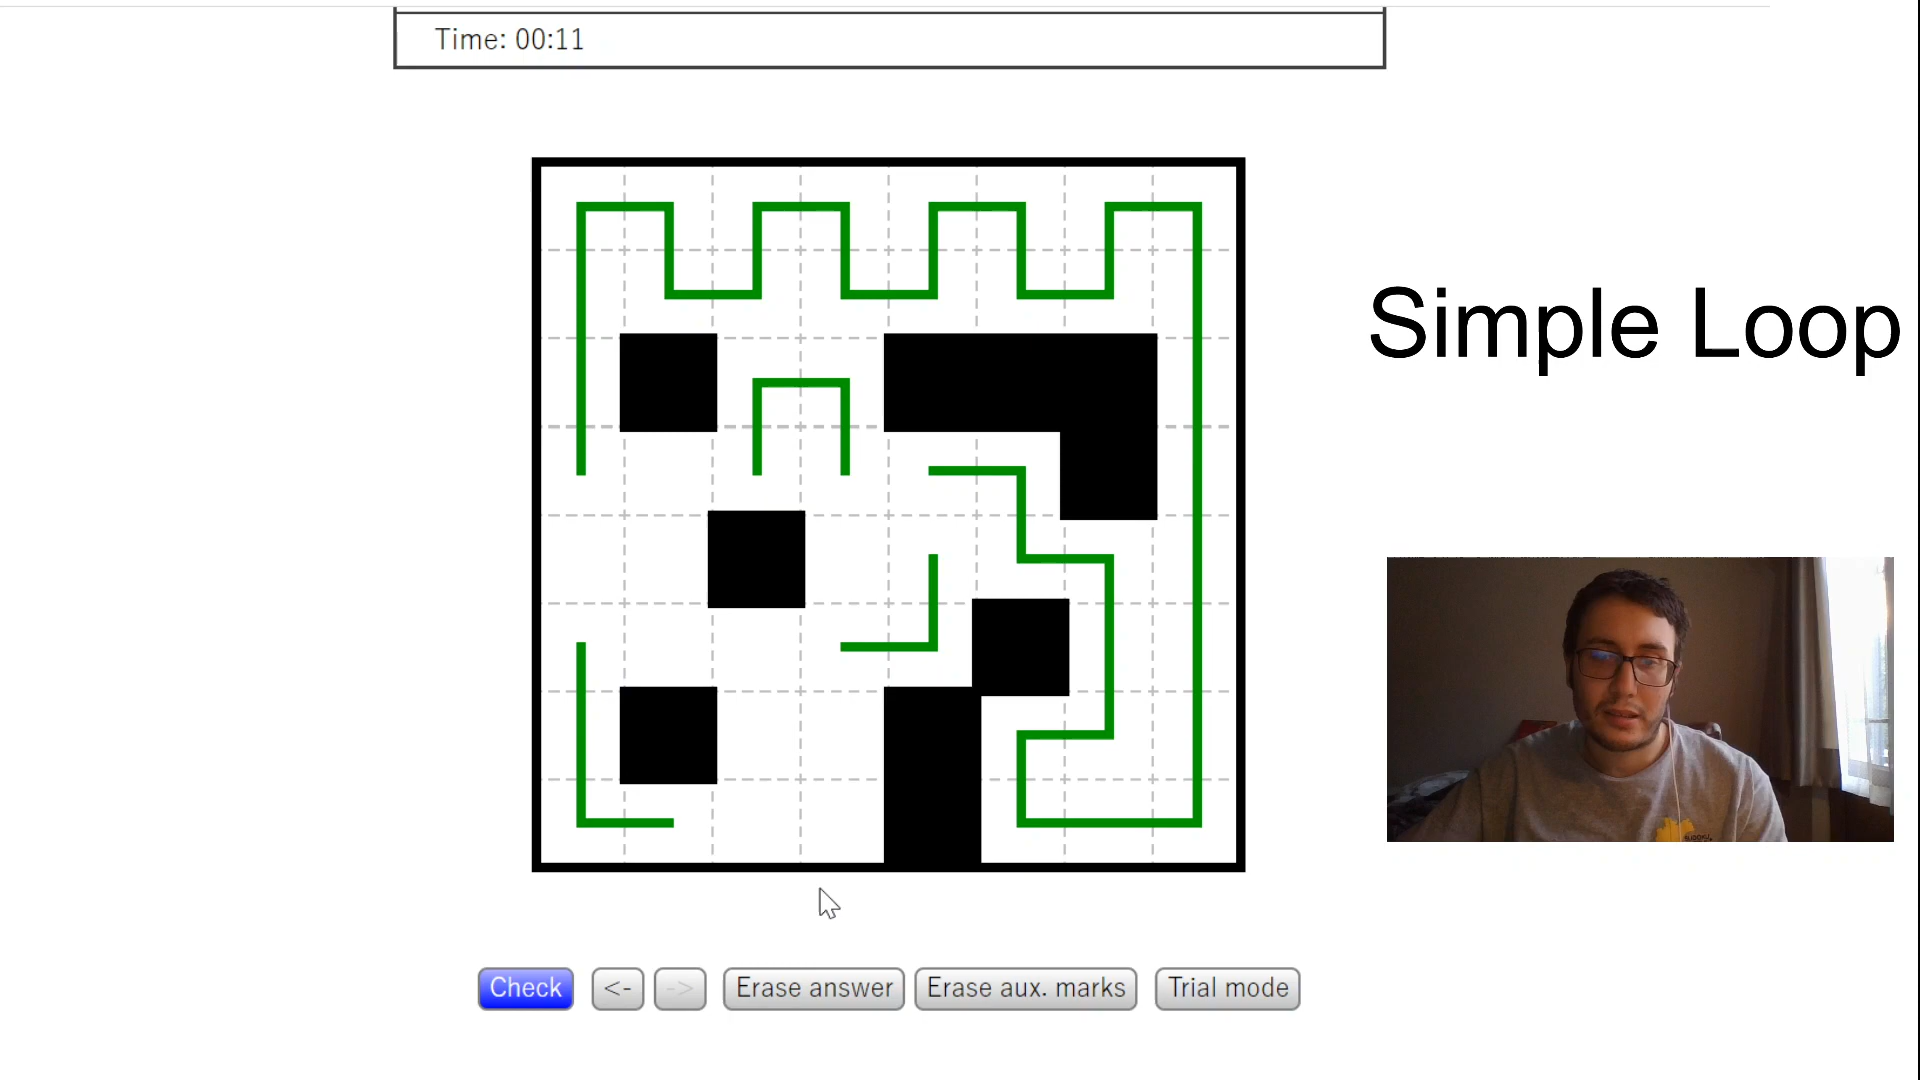 Time: 00:11
Simple Loop
Check
<-
->
Erase answer
Erase aux. marks
Trial mode